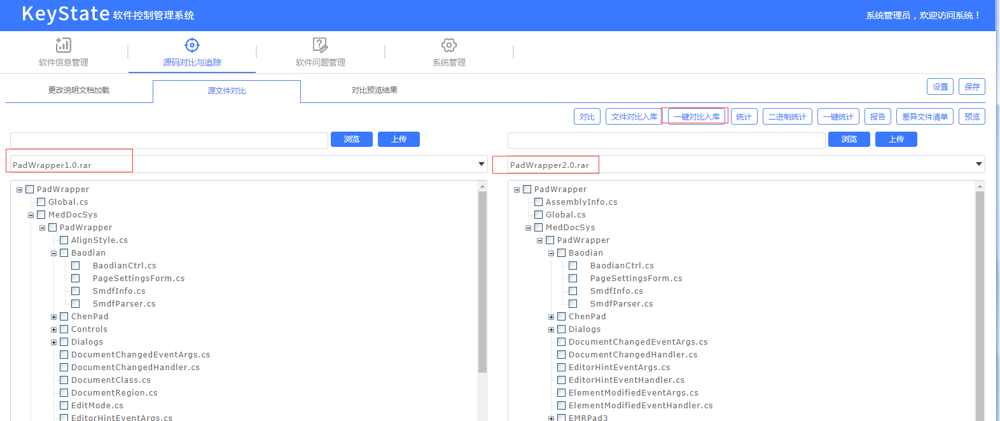 KeyState 软件控制管理系统
系统管理员，欢迎访问系统！
软件信息管理
源码对比与追踪
软件问题管理
系统管理
更改说明文档加载
源文件对比
对比预览结果
设置
保存
对比
文件对比入库
一键对比入库
统计
二进制统计
一键统计
报告
差异文件清单
预览
浏览
上传
浏览
上传
PadWrapper1.0.rar
PadWrapper2.0.rar
PadWrapper
Global.cs
MedDocSys
PadWrapper
AlignStyle.cs
Baodian
BaodianCtrl.cs
PageSettingsForm.cs
SmdfInfo.cs
SmdfParser.cs
ChenPad
Controls
Dialogs
DocumentChangedEventArgs.cs
DocumentChangedHandler.cs
DocumentClass.cs
DocumentRegion.cs
EditMode.cs
EditorHintEventArgs.cs
PadWrapper
AssemblyInfo.cs
Global.cs
MedDocSys
PadWrapper
Baodian
BaodianCtrl.cs
PageSettingsForm.cs
SmdfInfo.cs
SmdfParser.cs
ChenPad
Dialogs
DocumentChangedEventArgs.cs
DocumentChangedHandler.cs
EditorHintEventArgs.cs
EditorHintEventHandler.cs
ElementModifiedEventArgs.cs
ElementModifiedEventHandler.cs
EMRPad3